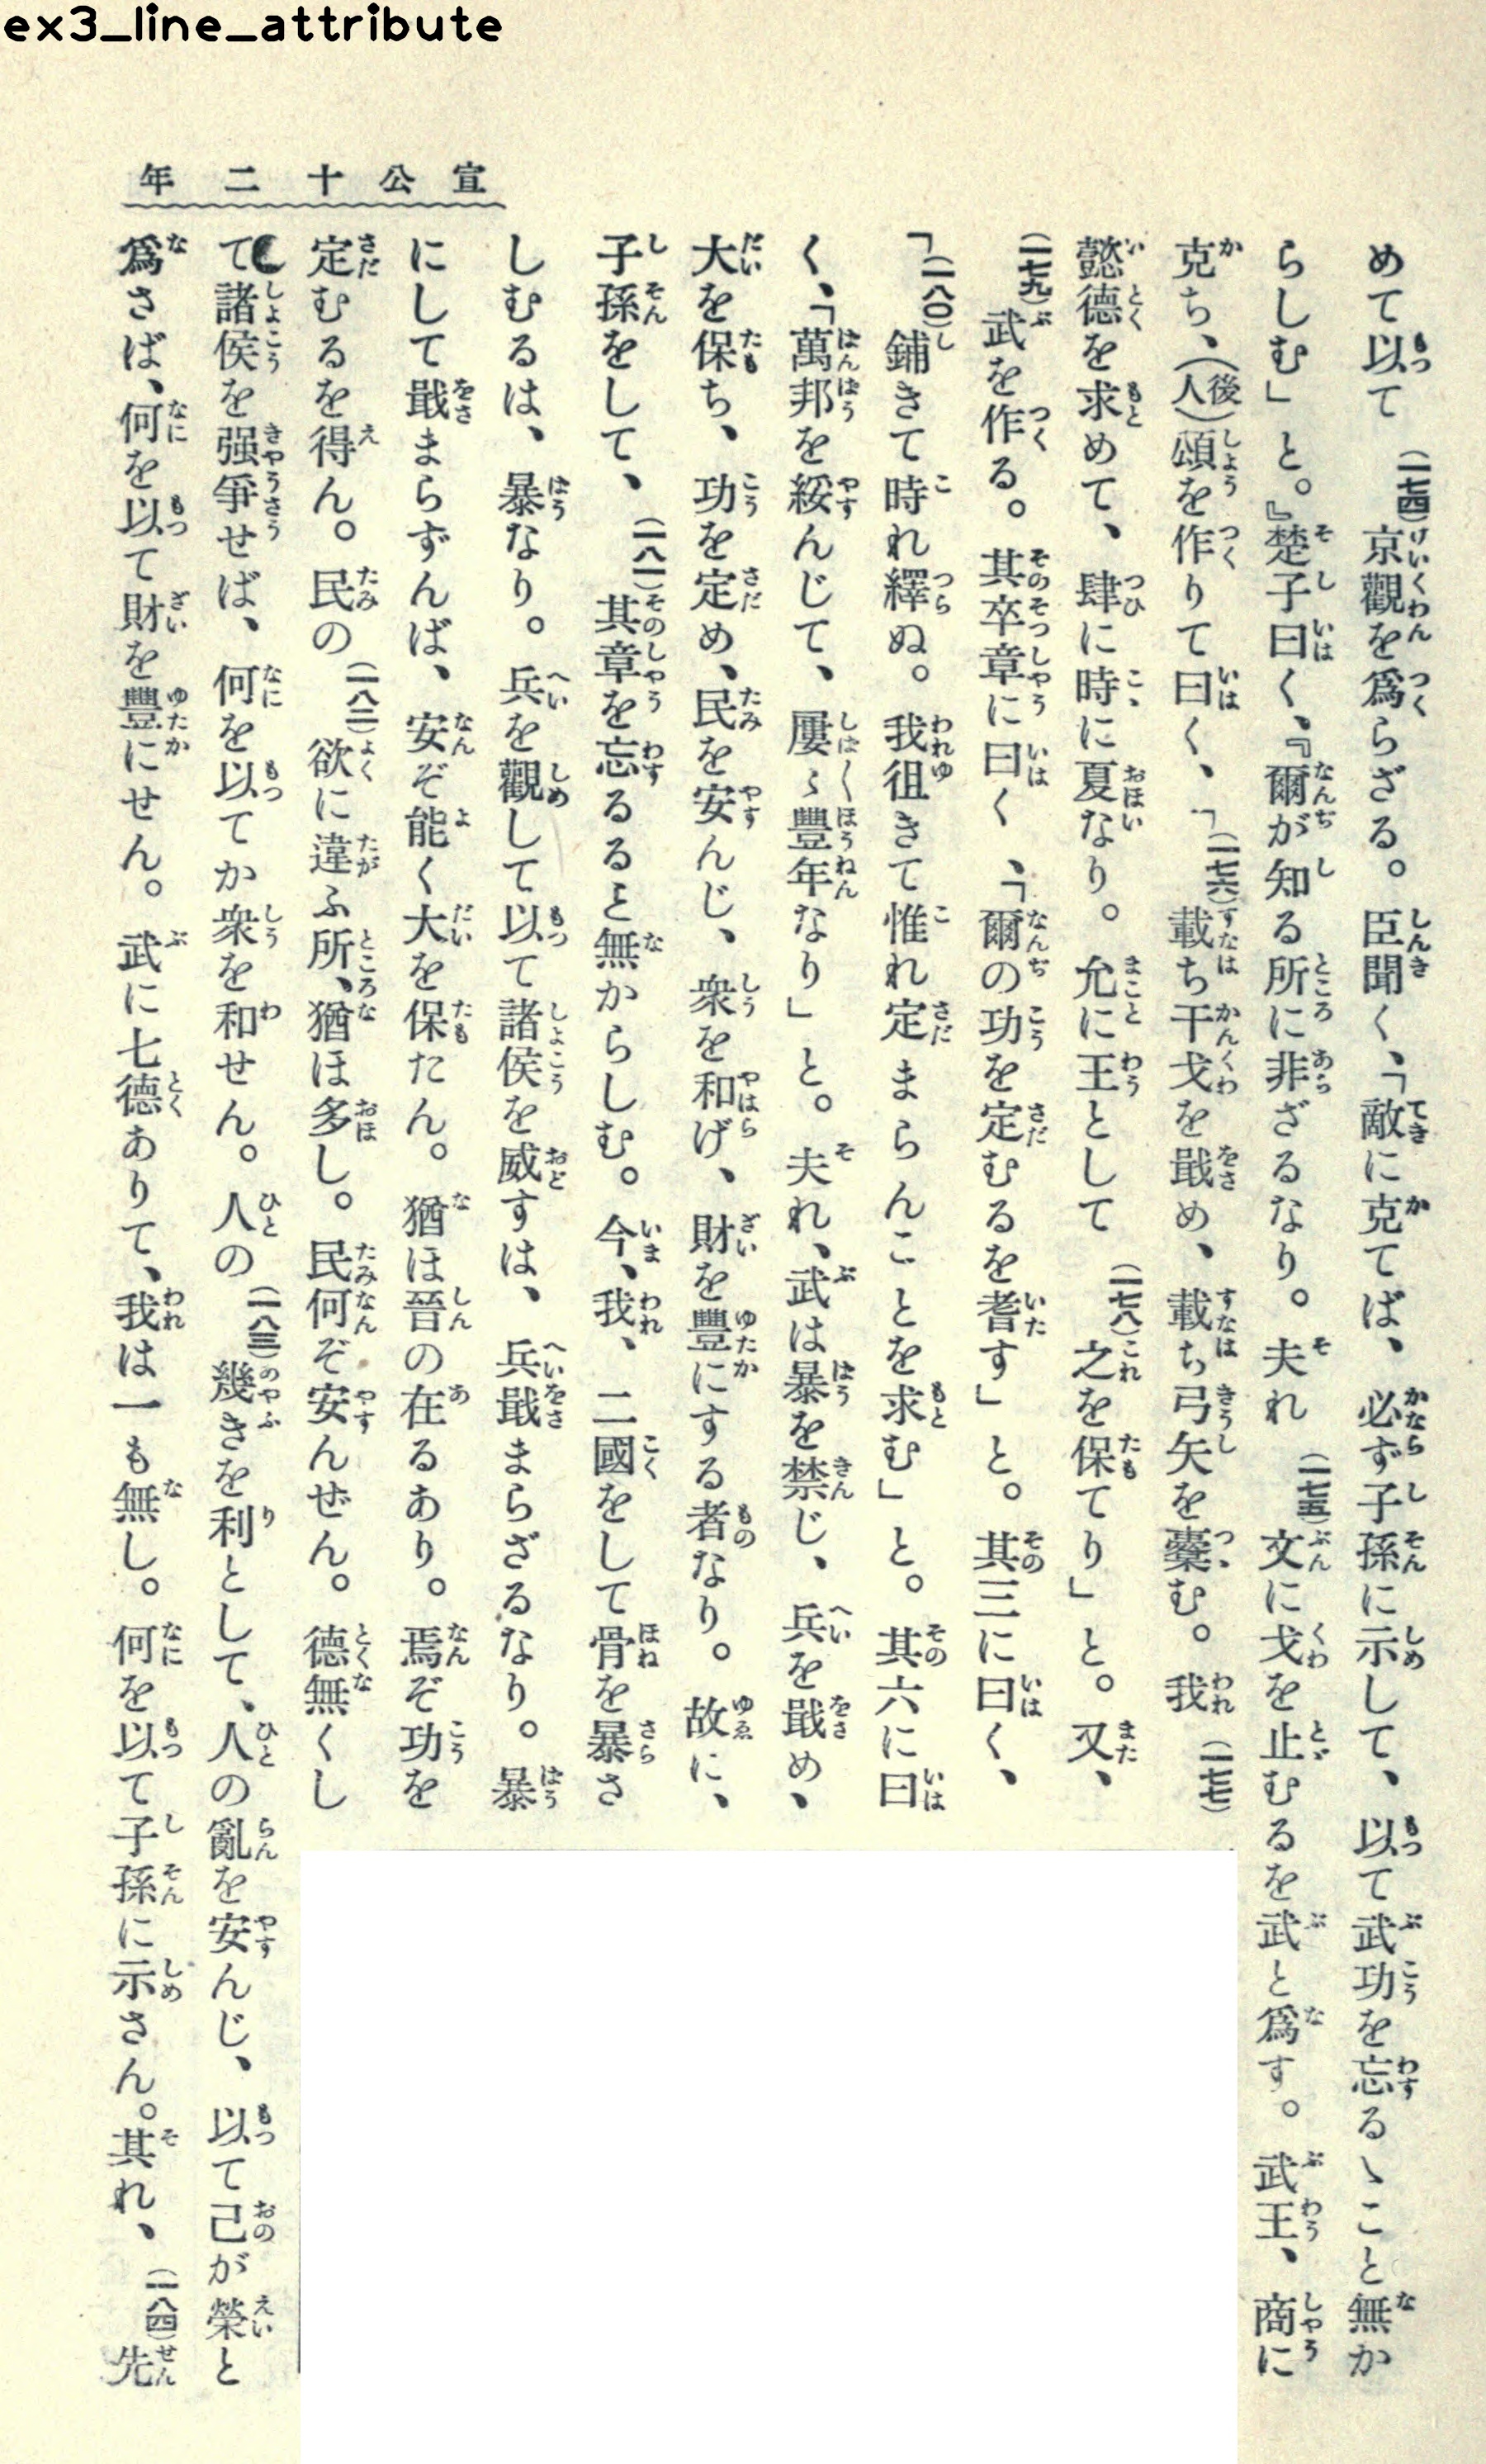 ex3_line_attribute
宣公十二年
めて以て(一七四)京觀を爲らざる。臣聞く、「敵に克てば、必ず子孫に示して、以て武功を忘るゝこと無か
らしむ」と。』楚子曰く、『爾が知る所に非ざるなり。夫れ(一七五)文に戈を止むるを武と爲す。武王、商に
克ち、(後人)頌を作りて曰く、「(一七六)載ち干戈を戢め、載ち弓矢を櫜む。我(一七七)
懿德を求めて、肆に時に夏なり。允に王として(一七八)之を保てり」と。又、
(一七九)武を作る。其卒章に曰く、「爾の功を定むるを耆す」と。其三に曰く、
「(一八〇)鋪きて時れ繹ぬ。我徂きて惟れ定まらんことを求む」と。其六に曰
く、「萬邦を綏んじて、屢〻豐年なり」と。夫れ、武は暴を禁じ、兵を戢め、
大を保ち、功を定め、民を安んじ、衆を和げ、財を豐にする者なり。故に、
子孫をして、(一八一)其章を忘るると無からしむ。今、我、二國をして骨を暴さ
しむるは、暴なり。兵を觀して以て諸侯を威すは、兵戢まらざるなり。暴
にして戢まらずんば、安ぞ能く大を保たん。猶ほ晉の在るあり。焉ぞ功を
定むるを得ん。民の(一八二)欲に違ふ所、猶ほ多し。民何ぞ安んぜん。德無くし
て諸侯を强爭せば、何を以てか衆を和せん。人の(一八三)幾きを利として、人の亂を安んじ、以て己が榮と
爲さば、何を以て財を豐にせん。武に七德ありて、我は一も無し。何を以て子孫に示さん。其れ、(一八四)先